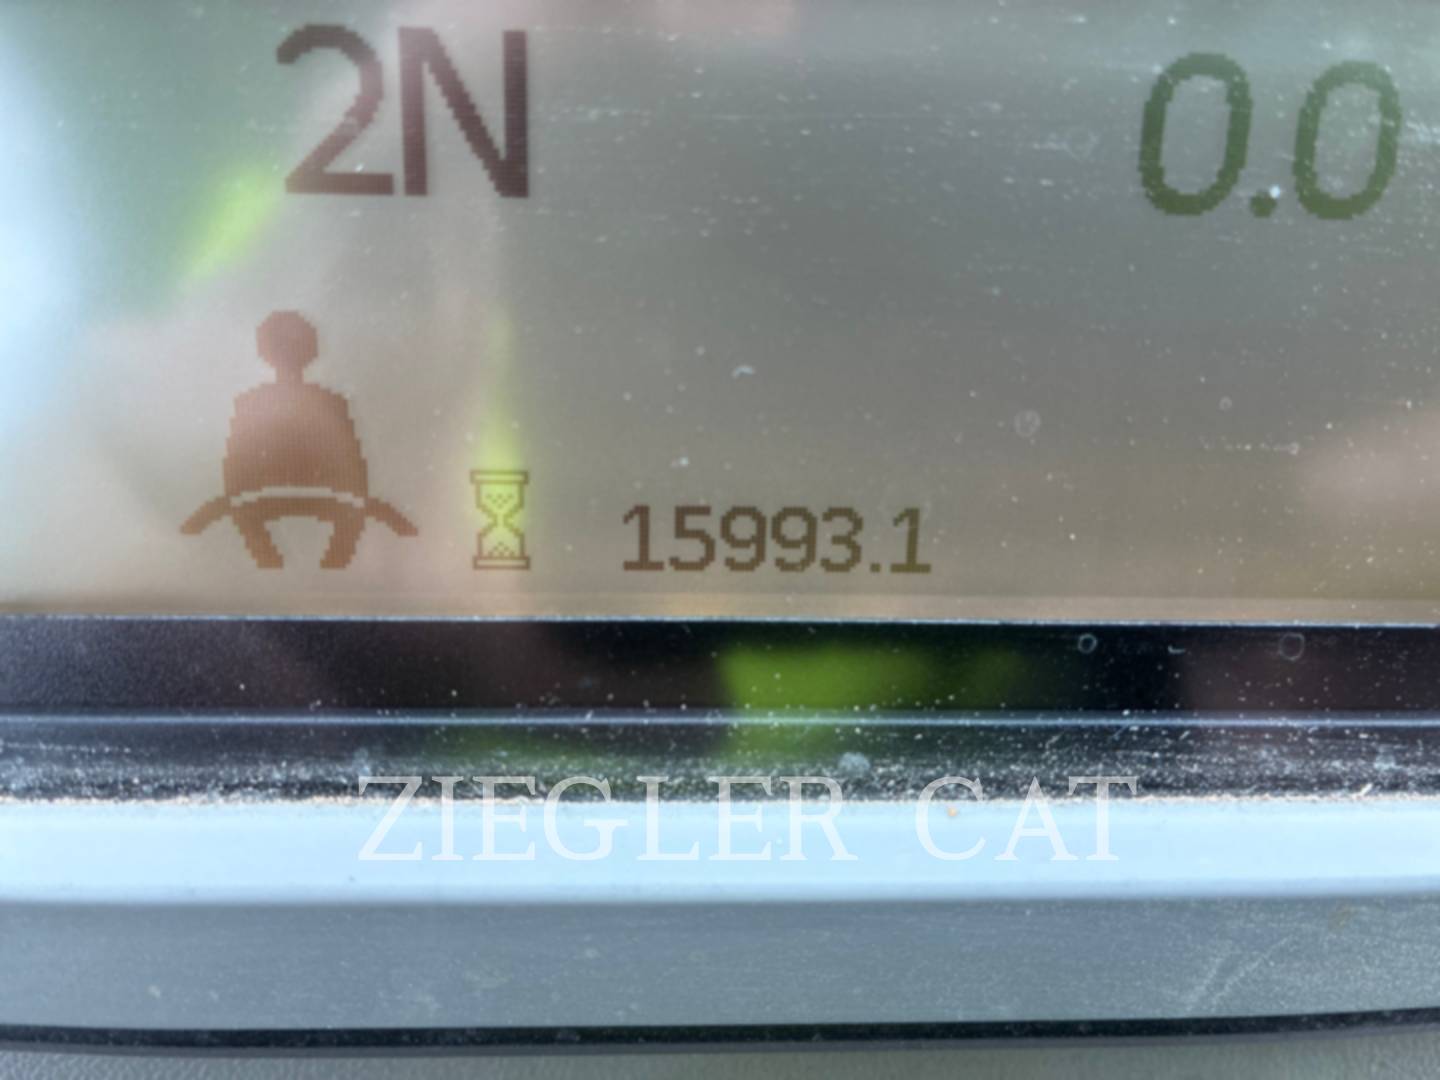 2N 0.0
15993.1
ZIEGLER CAT